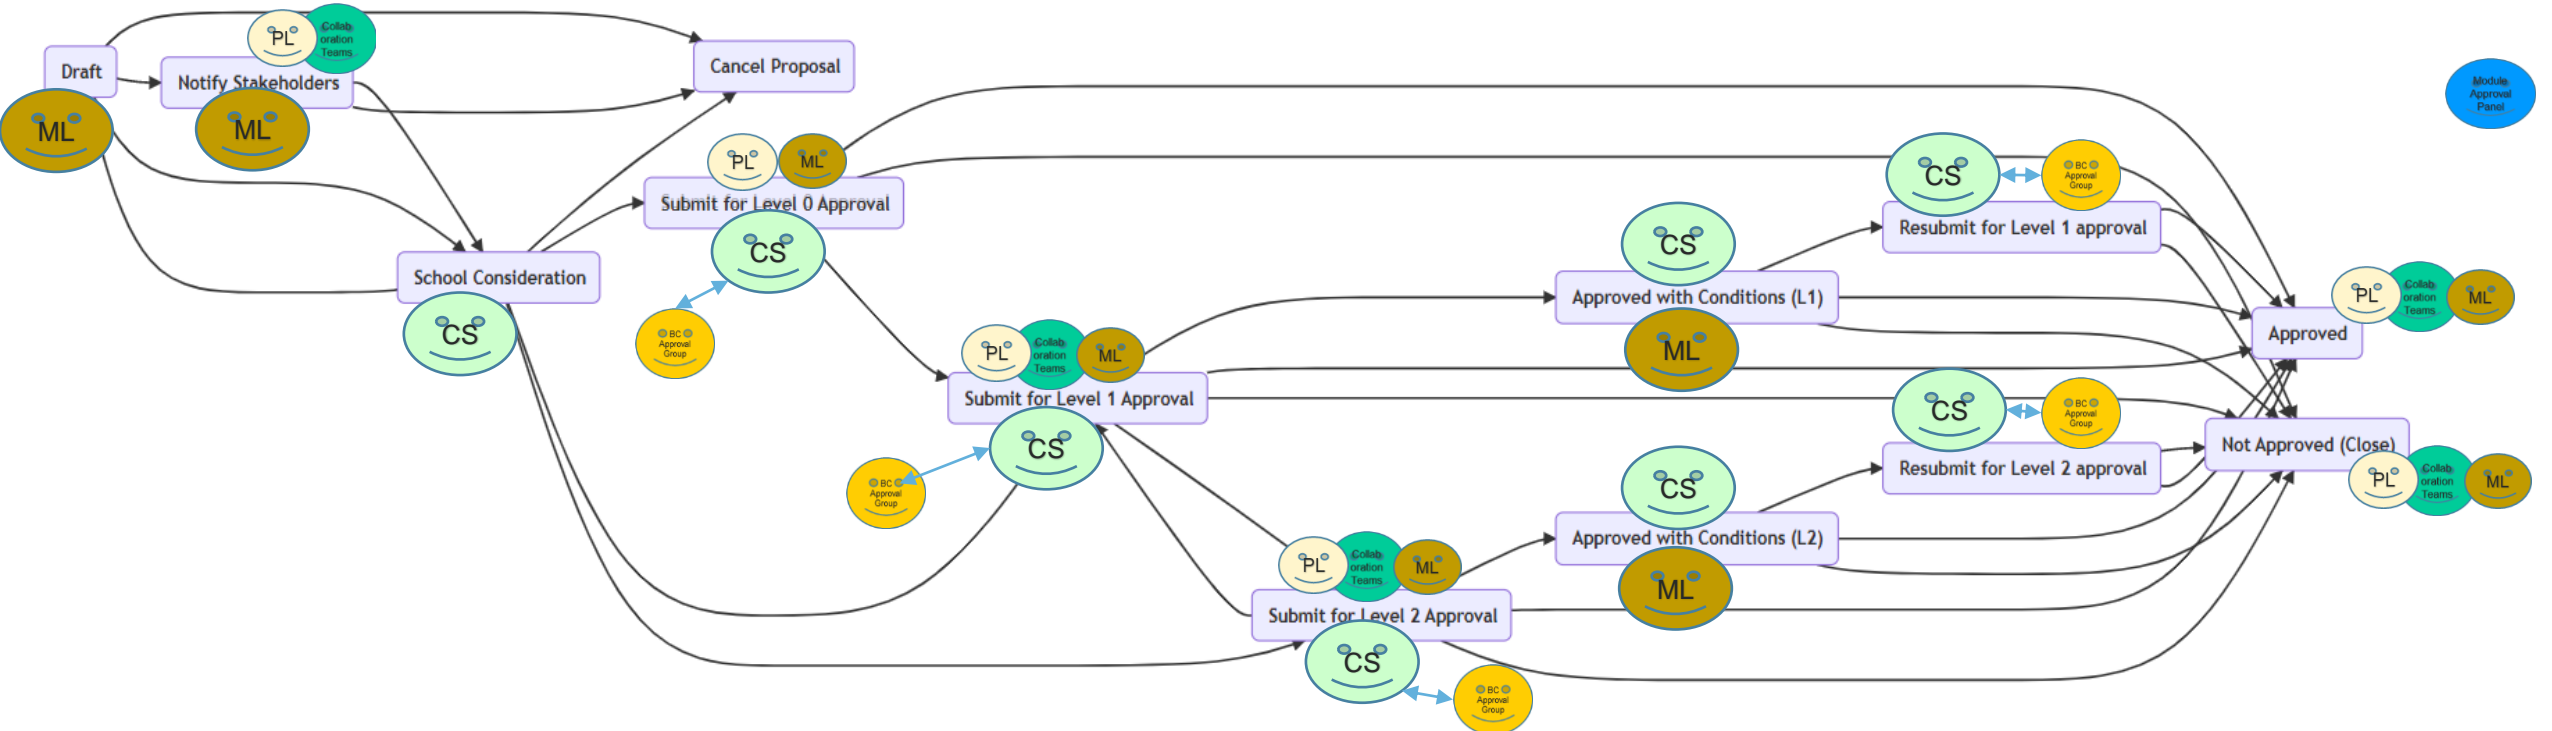 Draft
ML
Notify Stakeholders
PL
Collab
oration
Teams
ML
Cancel Proposal
School Consideration
CS
PL
ML
Submit for Level 0 Approval
CS
BC
Approval
Group
PL
Collab
oration
Teams
ML
Submit for Level 1 Approval
CS
BC
Approval
Group
PL
Collab
oration
Teams
ML
Submit for Level 2 Approval
CS
BC
Approval
Group
CS
Approved with Conditions (L1)
ML
CS
Approved with Conditions (L2)
ML
CS
BC
Approval
Group
Resubmit for Level 1 approval
CS
BC
Approval
Group
Resubmit for Level 2 approval
Module
Approval
Panel
Approved
PL
Collab
oration
Teams
ML
Not Approved (Close)
PL
Collab
oration
Teams
ML